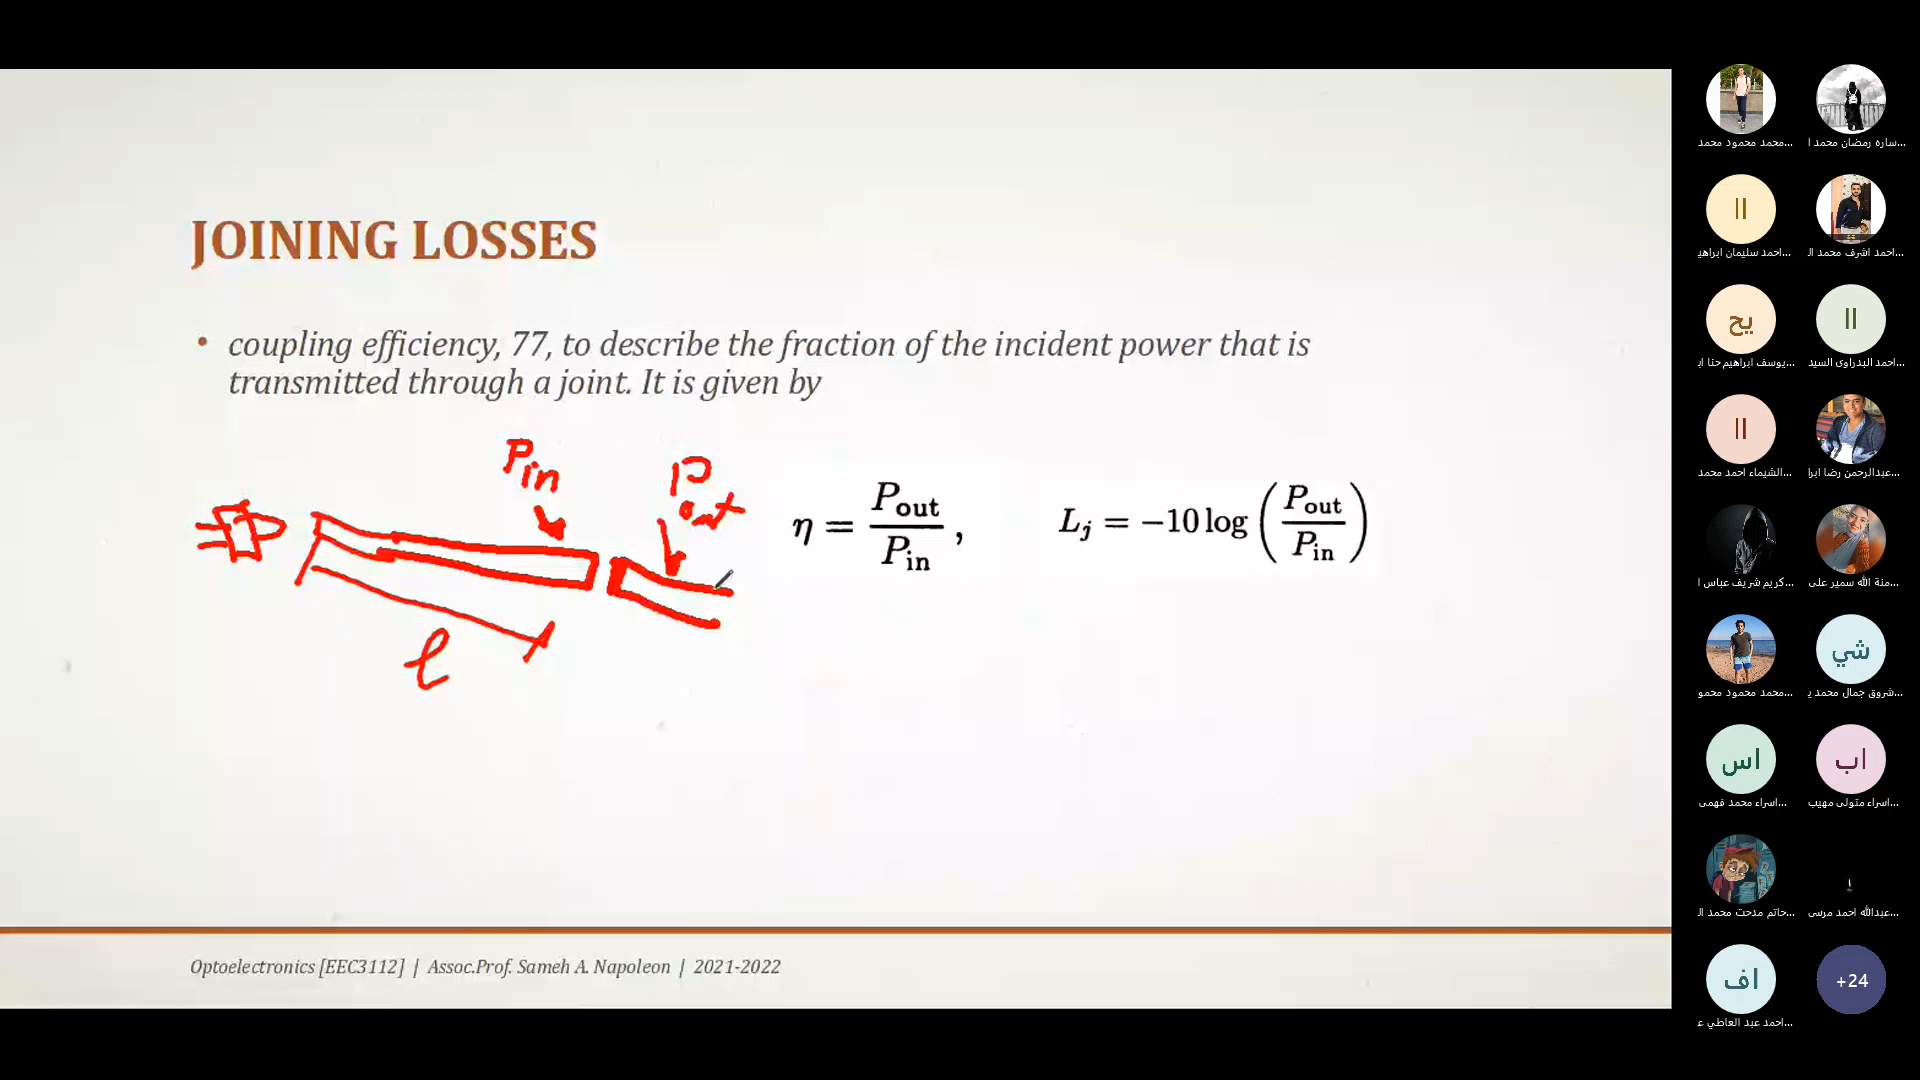 JOINING LOSSES
• coupling efficiency, 77, to describe the fraction of the incident power that is
transmitted through a joint. It is given by
Pin
Pout
l
η = Pout / Pin ,
Lj = −10 log (Pout / Pin)
Optoelectronics [EEC3112] | Assoc.Prof. Sameh A. Napoleon | 2021-2022
محمد محمود محمد...
ساره رمضان محمد ا...
اا
احمد سليمان ابراهي...
احمد اشرف محمد ال...
يح
يوسف ابراهيم حنا اب...
اا
احمد البدراوى السيد...
اا
الشيماء احمد محمد...
عبدالرحمن رضا ابرا...
كريم شريف عباس ا...
منة الله سمير على...
محمد محمود محمو...
شي
شروق جمال محمد ي...
اس
اسراء محمد فهمى...
اب
اسراء متولى مهيب...
حاتم مدحت محمد ال...
عبدالله احمد مرسى...
اف
احمد عبد العاطي ع...
+24